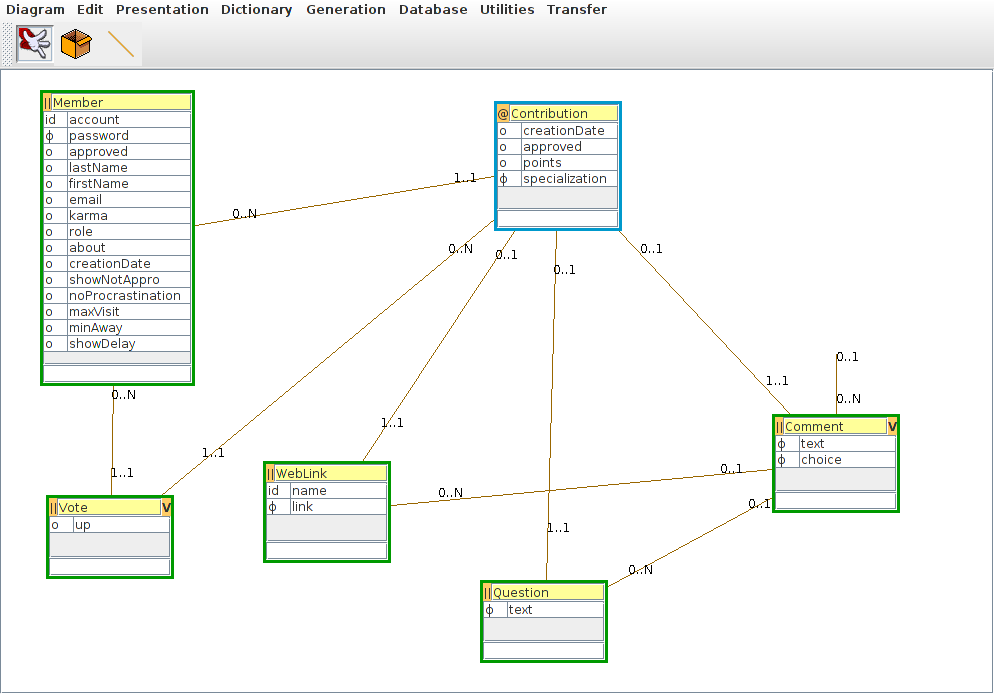 Diagram Edit Presentation Dictionary Generation Database Utilities Transfer
|| Member
id account
ϕ password
o approved
o lastName
o firstName
o email
o karma
o role
o about
o creationDate
o showNotAppro
o noProcrastination
o maxVisit
o minAway
o showDelay
@ Contribution
o creationDate
o approved
o points
ϕ specialization
1..1
0..N
0..N
0..1
0..1
0..1
0..1
0..N
1..1
0..N
1..1
1..1
1..1
|| Comment V
ϕ text
ϕ choice
|| WebLink
id name
ϕ link
0..1
0..N
0..1
|| Vote V
o up
1..1
0..N
|| Question
ϕ text